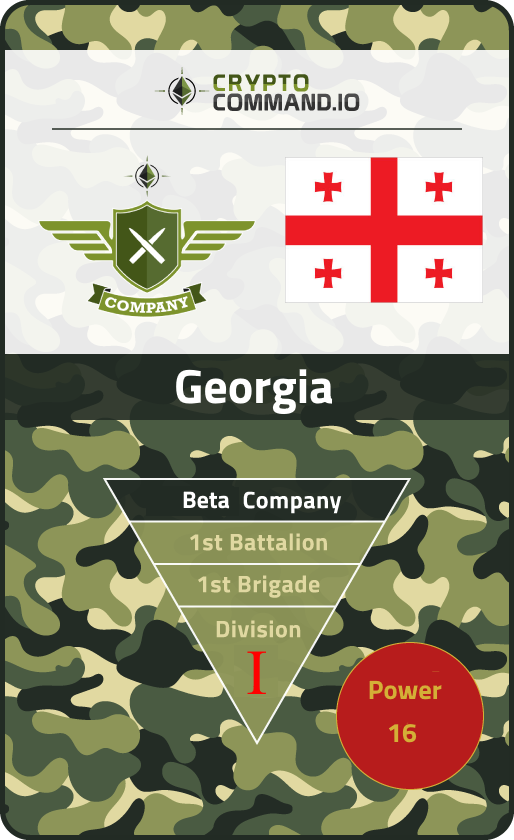 CRYPTO
COMMAND.IO
COMPANY
Georgia
Beta Company
1st Battalion
1st Brigade
Division
I
Power
16